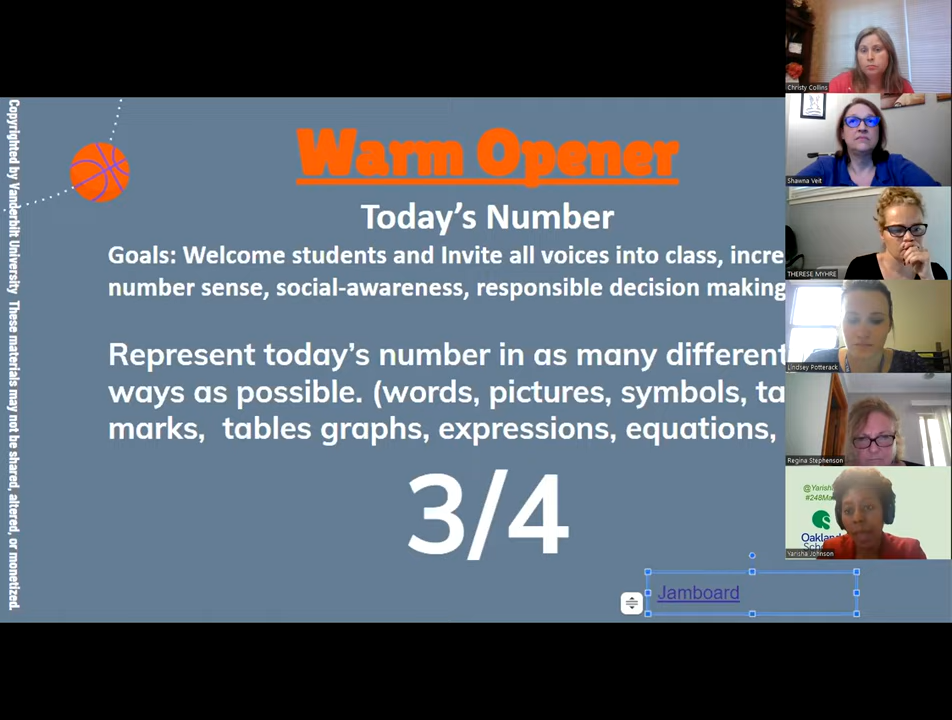 Warm Opener
Today's Number
Goals: Welcome students and Invite all voices into class, incre
number sense, social-awareness, responsible decision making
Represent today's number in as many different
ways as possible. (words, pictures, symbols, ta
marks, tables graphs, expressions, equations,
3/4
Jamboard
Copyrighted by Vanderbilt University These materials may not be shared, altered, or monetized.
Christy Collins
Shawna Veit
THERESE MYHRE
Lindsey Potterack
Regina Stephenson
@Yarish
#248Ma
Oakland
Yarisha Johnson